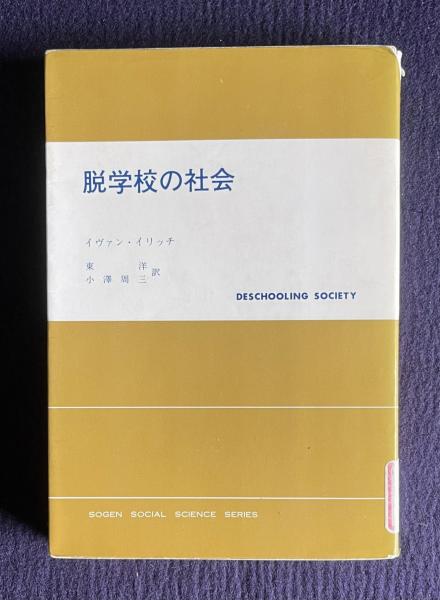 脱学校の社会
イヴァン・イリッチ
東 洋
小澤周三 訳
DESCHOOLING SOCIETY
SOGEN SOCIAL SCIENCE SERIES